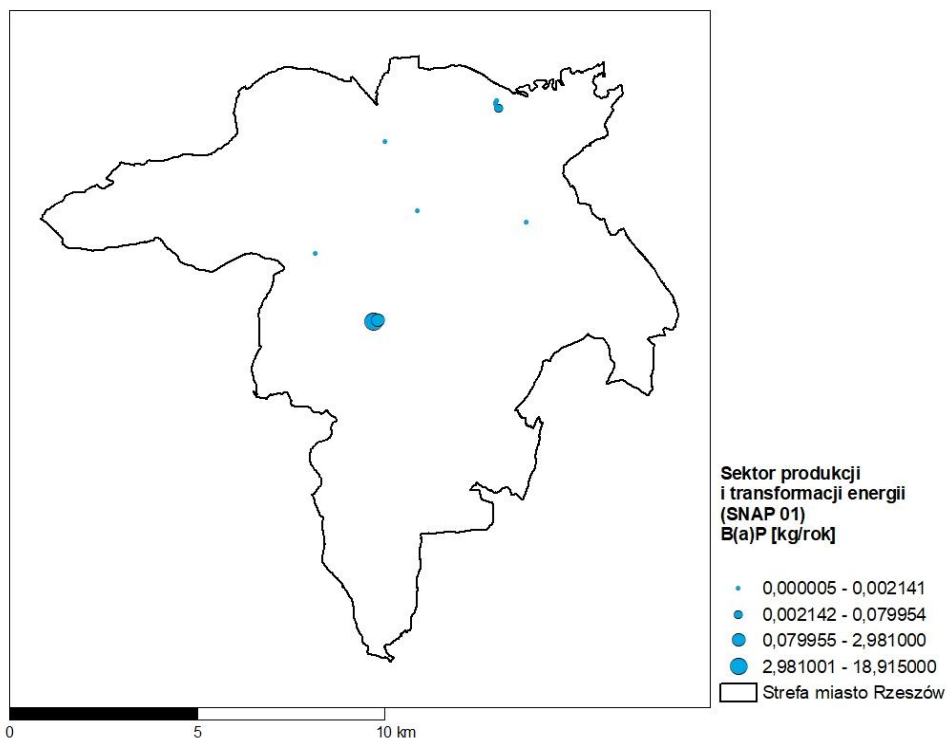 Sektor produkcji
i transformacji energii
(SNAP 01)
B(a)P [kg/rok]
0,000005 - 0,002141
0,002142 - 0,079954
0,079955 - 2,981000
2,981001 - 18,915000
Strefa miasto Rzeszów
0 5 10 km